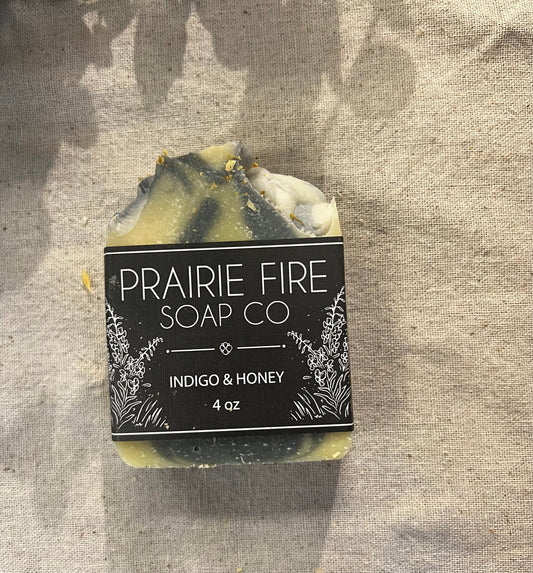 PRAIRIE FIRE
SOAP CO
INDIGO & HONEY
4 oz